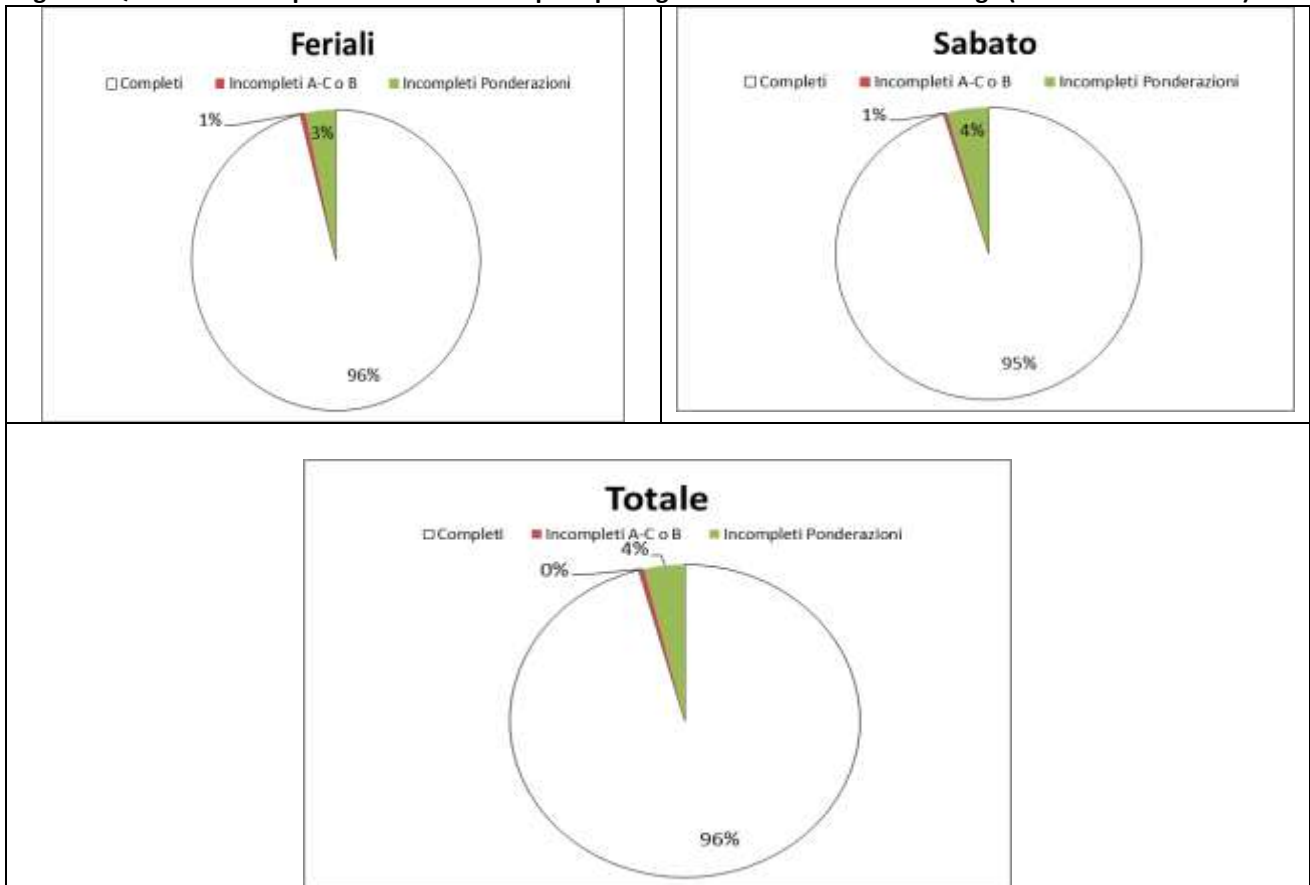 Feriali
Completi Incompleti A-C o B Incompleti Ponderazioni
1%
3%
96%
Sabato
Completi Incompleti A-C o B Incompleti Ponderazioni
1%
4%
95%
Totale
Completi Incompleti A-C o B Incompleti Ponderazioni
4%
0%
96%